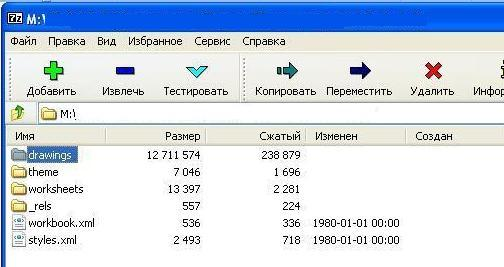 7z M:\
Файл Правка Вид Избранное Сервис Справка
Добавить Извлечь Тестировать Копировать Переместить Удалить Инфор
M:\
Имя Размер Сжатый Изменен Создан
drawings 12 711 574 238 879
theme 7 046 1 696
worksheets 13 397 2 281
_rels 557 224
workbook.xml 536 336 1980-01-01 00:00
styles.xml 2 493 718 1980-01-01 00:00